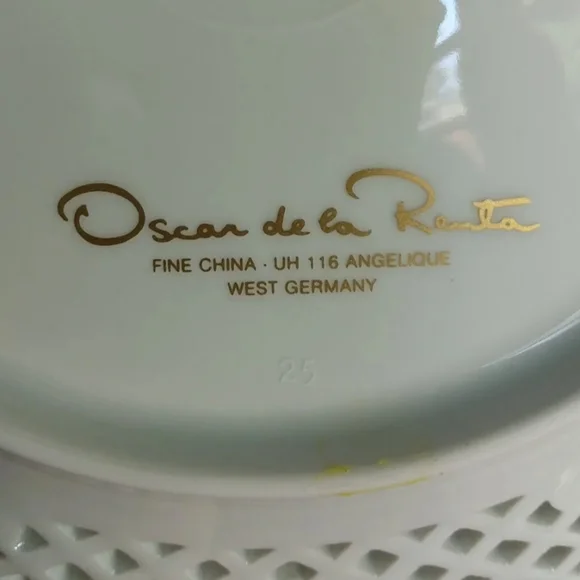 Oscar de la Renta
FINE CHINA · UH 116 ANGELIQUE
WEST GERMANY
25